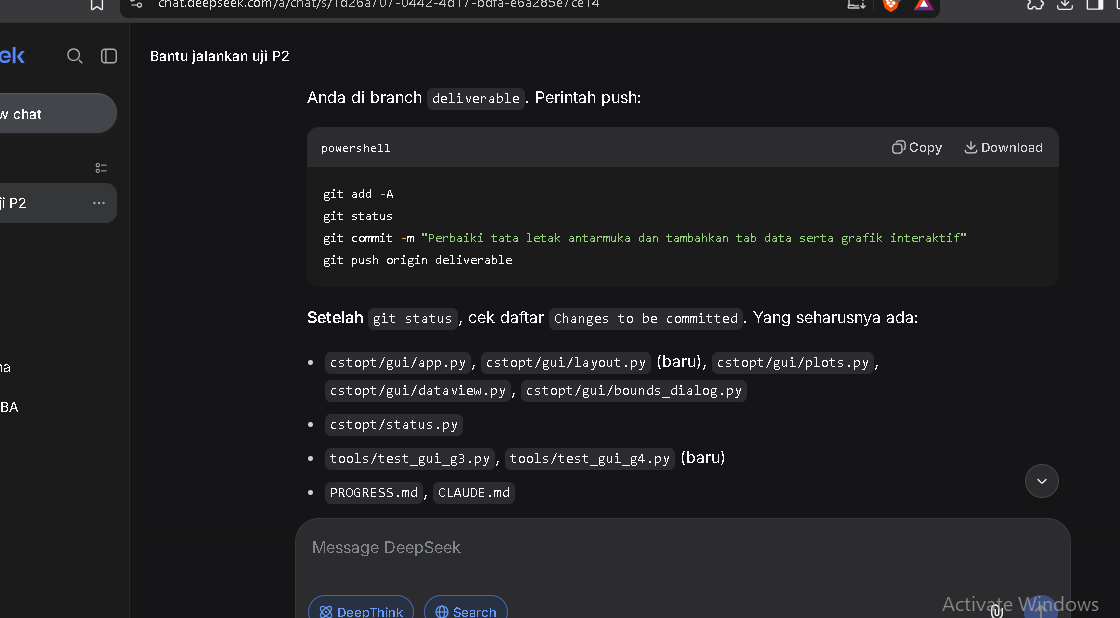 chat.deepseek.com/a/chat/s/1d26a707-0442-4d17-bdfa-e6a285e7ce14
ek
Bantu jalankan uji P2
w chat
ji P2
na
BA
Anda di branch deliverable. Perintah push:
powershell
Copy
Download
git add -A
git status
git commit -m "Perbaiki tata letak antarmuka dan tambahkan tab data serta grafik interaktif"
git push origin deliverable
Setelah git status, cek daftar Changes to be committed. Yang seharusnya ada:
• cstopt/gui/app.py, cstopt/gui/layout.py (baru), cstopt/gui/plots.py,
cstopt/gui/dataview.py, cstopt/gui/bounds_dialog.py
• cstopt/status.py
• tools/test_gui_g3.py, tools/test_gui_g4.py (baru)
• PROGRESS.md, CLAUDE.md
Message DeepSeek
DeepThink
Search
Activate Windows